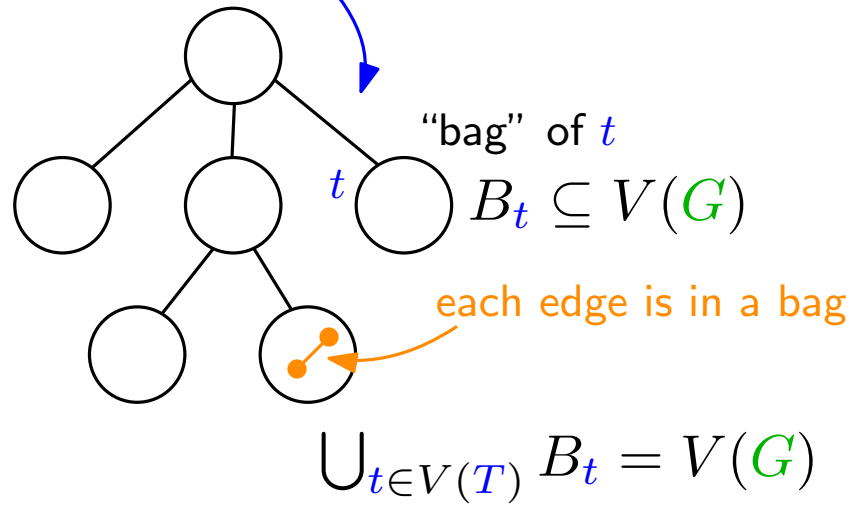 “bag” of t
t
B_t ⊆ V(G)
each edge is in a bag
⋃_{t∈V(T)} B_t = V(G)